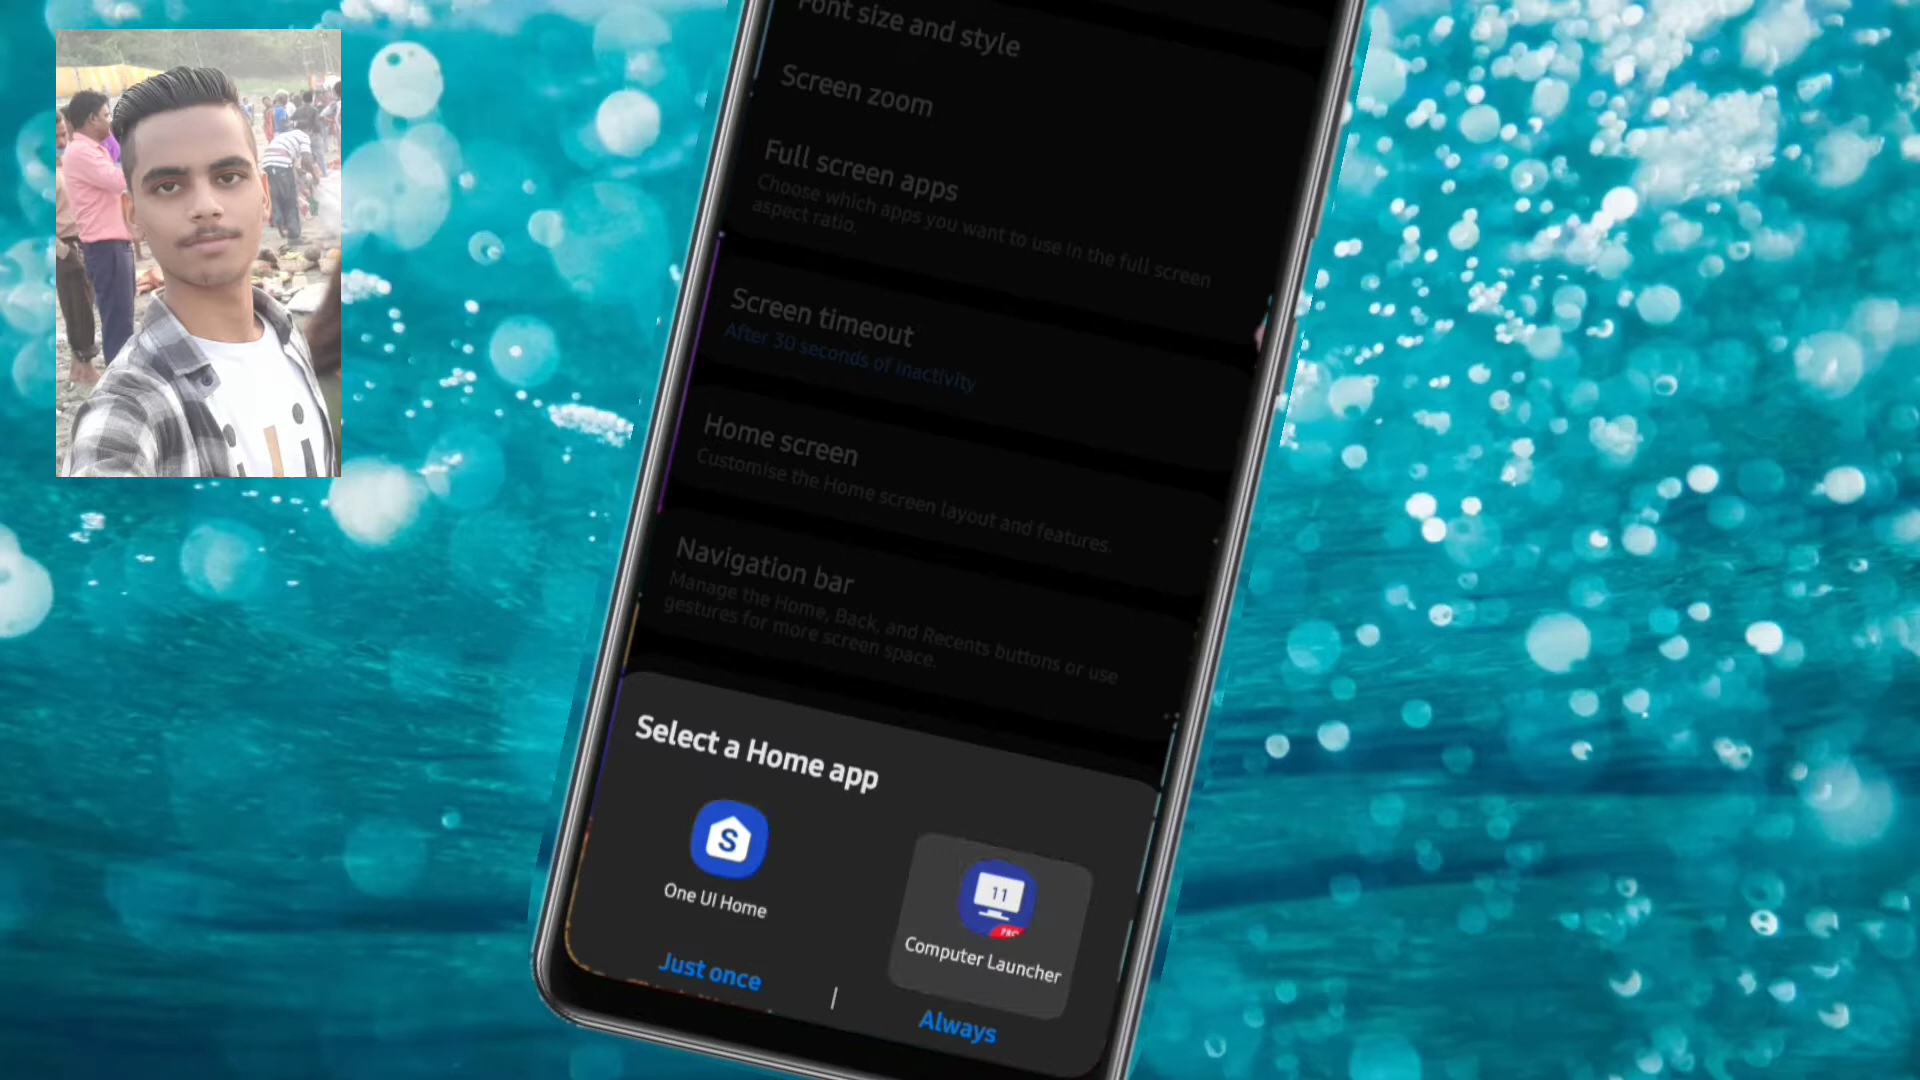 Font size and style
Screen zoom
Full screen apps
Choose which apps you want to use in the full screen
aspect ratio.
Screen timeout
After 30 seconds of inactivity
Home screen
Customise the Home screen layout and features.
Navigation bar
Manage the Home, Back, and Recents buttons or use
gestures for more screen space.
Select a Home app
S
One UI Home
11
PRO
Computer Launcher
Just once | Always